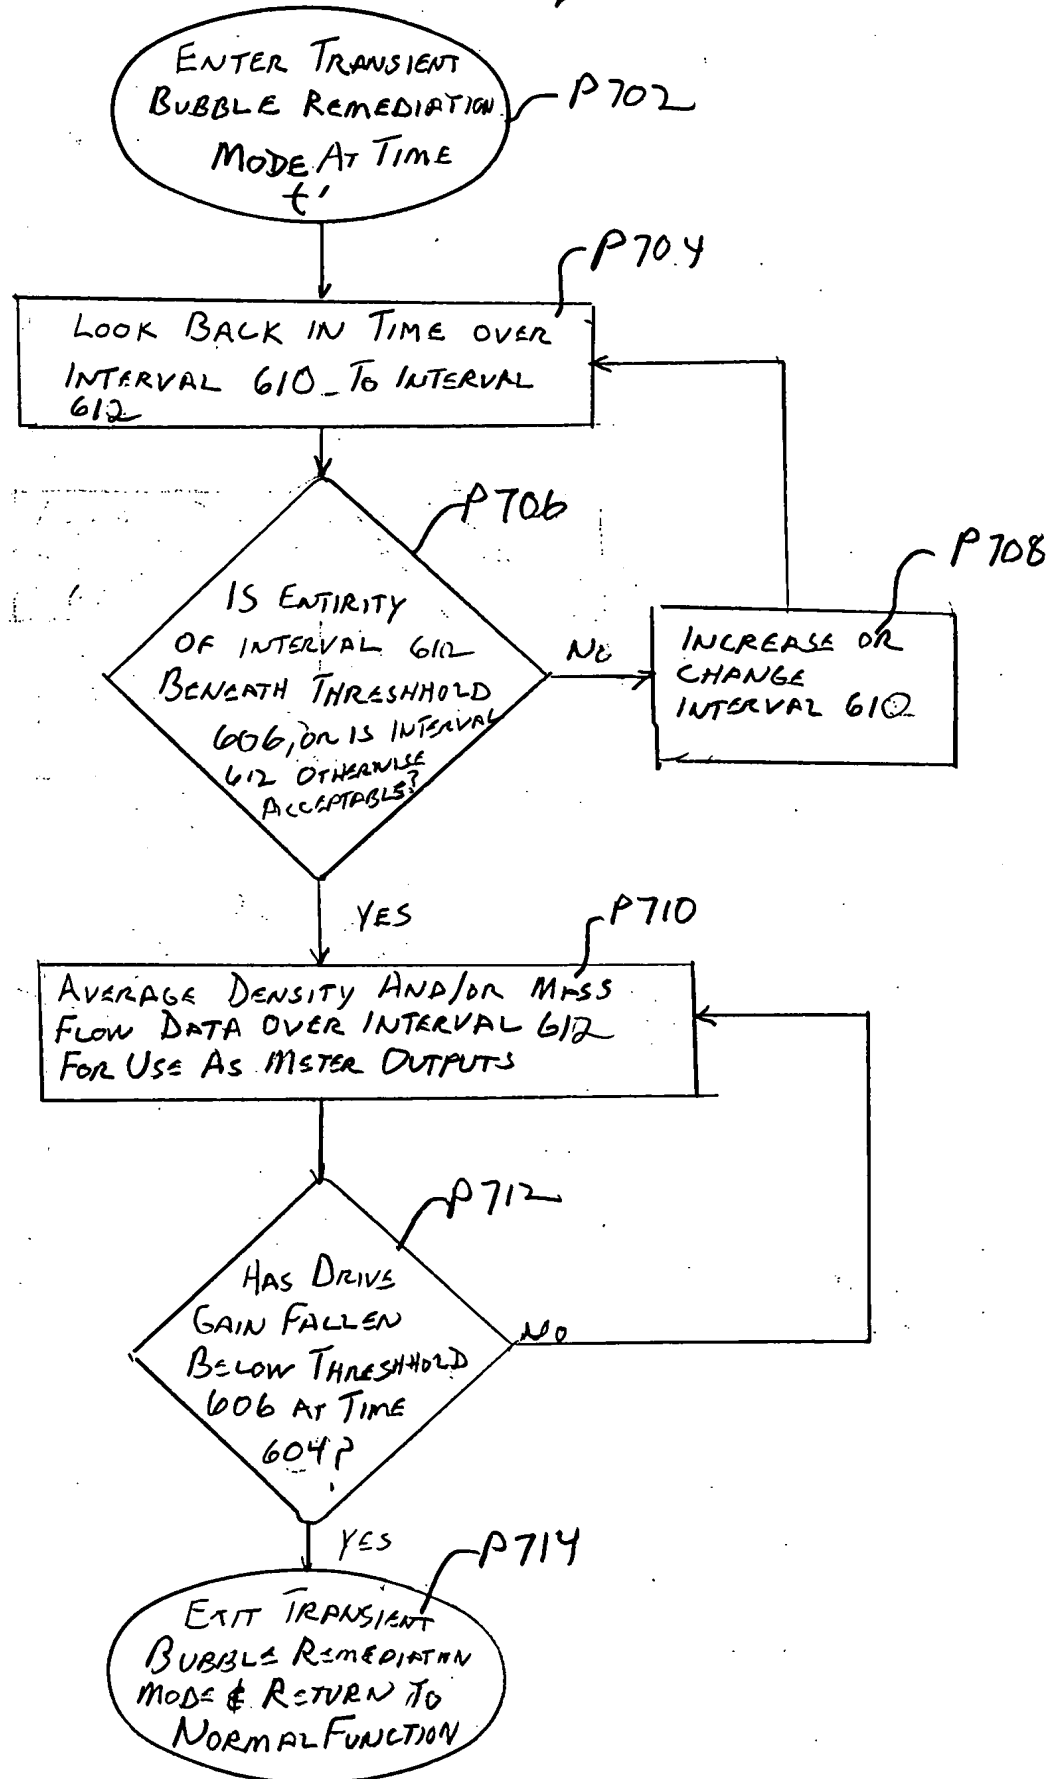 ENTER TRANSIENT
BUBBLE REMEDIATION
MODE AT TIME
t'
P702
P704
LOOK BACK IN TIME OVER
INTERVAL 610 TO INTERVAL
612
P706
IS ENTIRITY
OF INTERVAL 612
BENEATH THRESHHOLD
606, OR IS INTERVAL
612 OTHERWISE
ACCEPTABLE?
NO
P708
INCREASE OR
CHANGE
INTERVAL 610
YES
P710
AVERAGE DENSITY AND/OR MASS
FLOW DATA OVER INTERVAL 612
FOR USE AS METER OUTPUTS
P712
HAS DRIVE
GAIN FALLEN
BELOW THRESHHOLD
606 AT TIME
604?
NO
YES
P714
EXIT TRANSIENT
BUBBLE REMEDIATION
MODE & RETURN TO
NORMAL FUNCTION